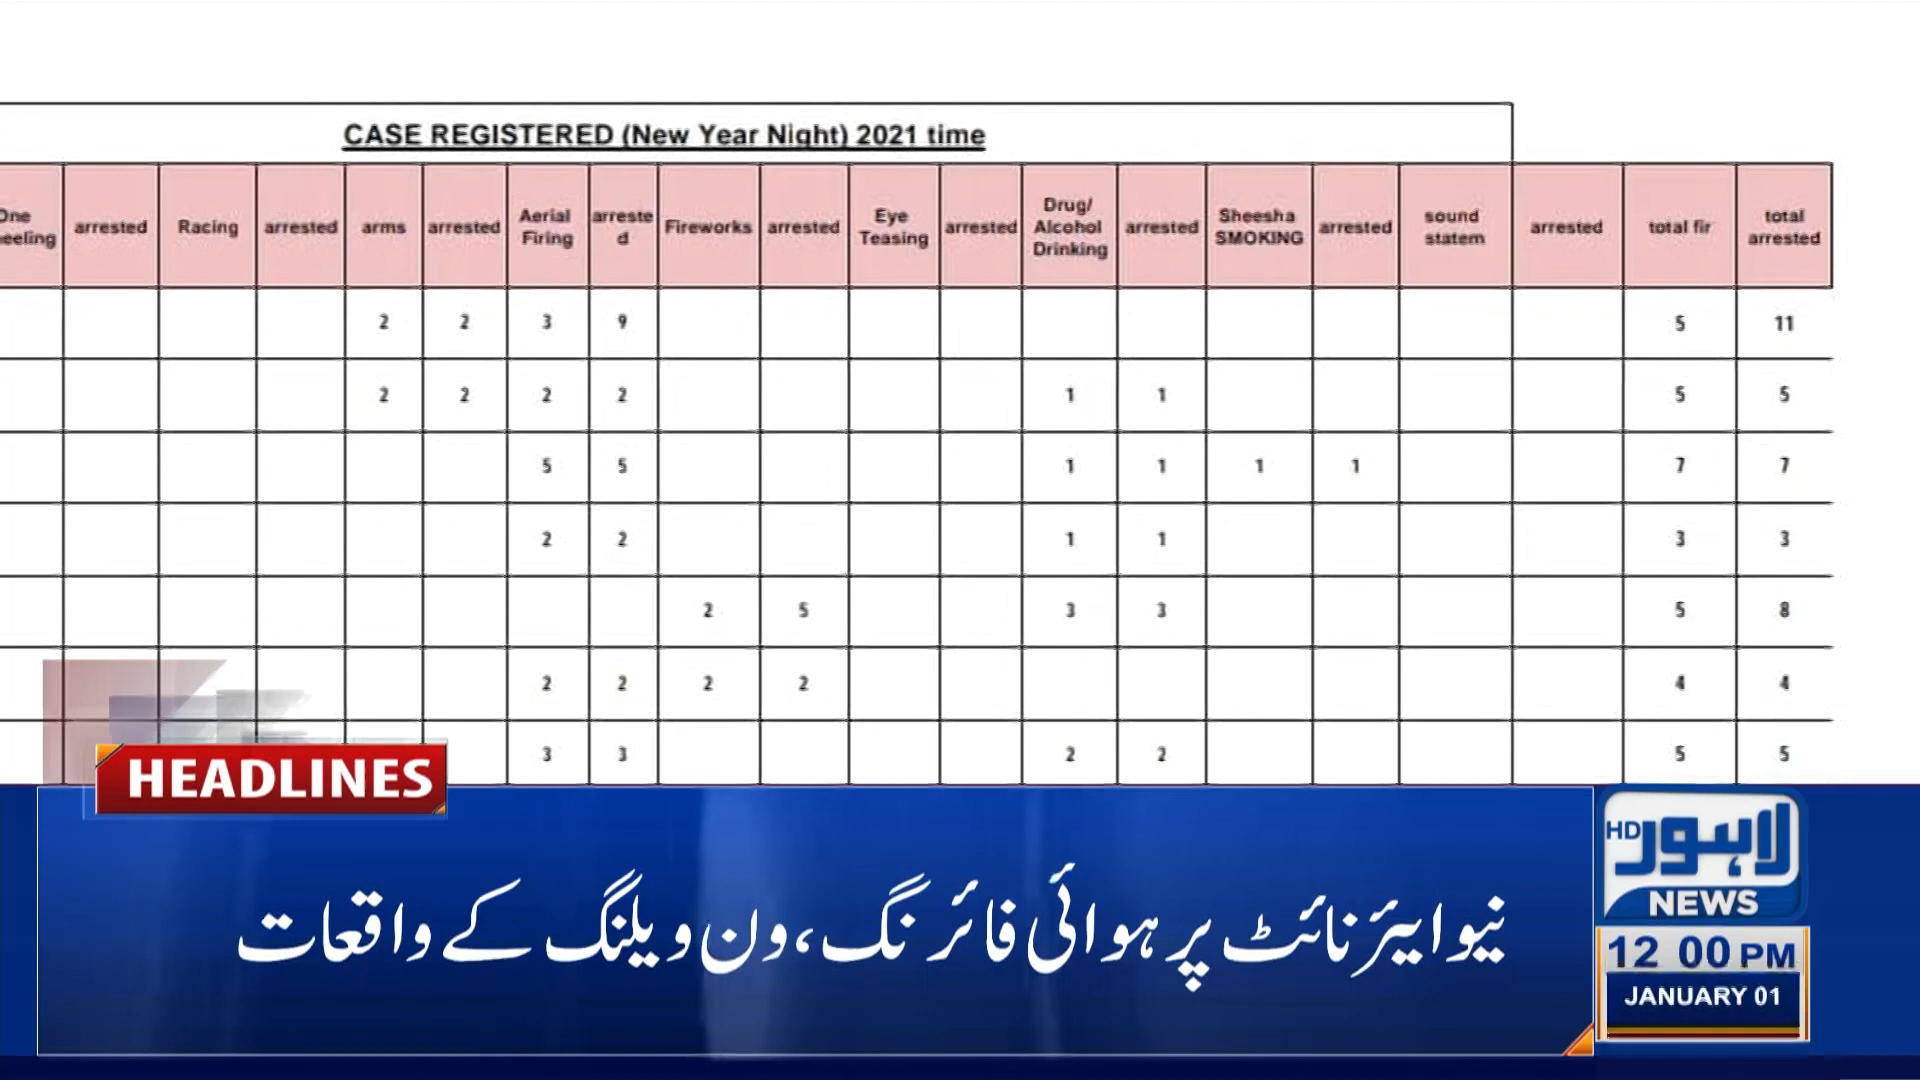 CASE REGISTERED (New Year Night) 2021 time
One eeling arrested Racing arrested arms arrested Aerial Firing arreste d Fireworks arrested Eye Teasing arrested Drug/ Alcohol Drinking arrested Sheesha SMOKING arrested sound statem arrested total fir total arrested
2 2 3 9 5 11
2 2 2 2 1 1 5 5
5 5 1 1 1 1 7 7
2 2 1 1 3 3
2 5 3 3 5 8
2 2 2 2 4 4
3 3 2 2 5 5
HEADLINES
نیو ایئر نائٹ پر ہوائی فائرنگ، ون ویلنگ کے واقعات
لاہور HD
NEWS
12 00 PM
JANUARY 01